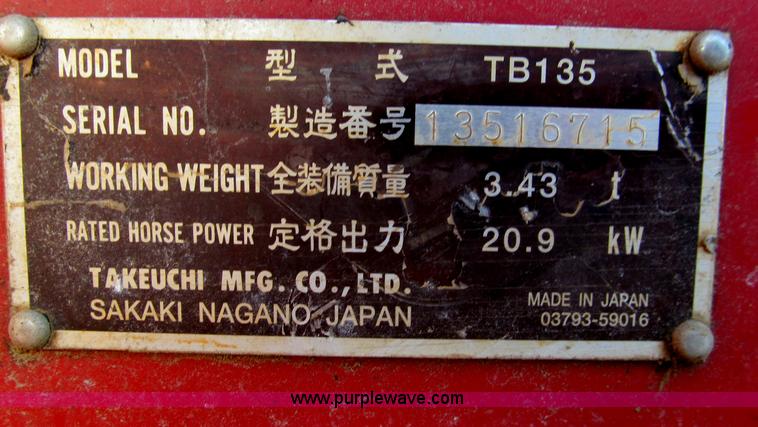 MODEL 型 式 TB135
SERIAL NO. 製造番号 13516715
WORKING WEIGHT 全装備質量 3.43 t
RATED HORSE POWER 定格出力 20.9 kW
TAKEUCHI MFG. CO., LTD.
SAKAKI NAGANO JAPAN
MADE IN JAPAN
03793-59016
www.purplewave.com